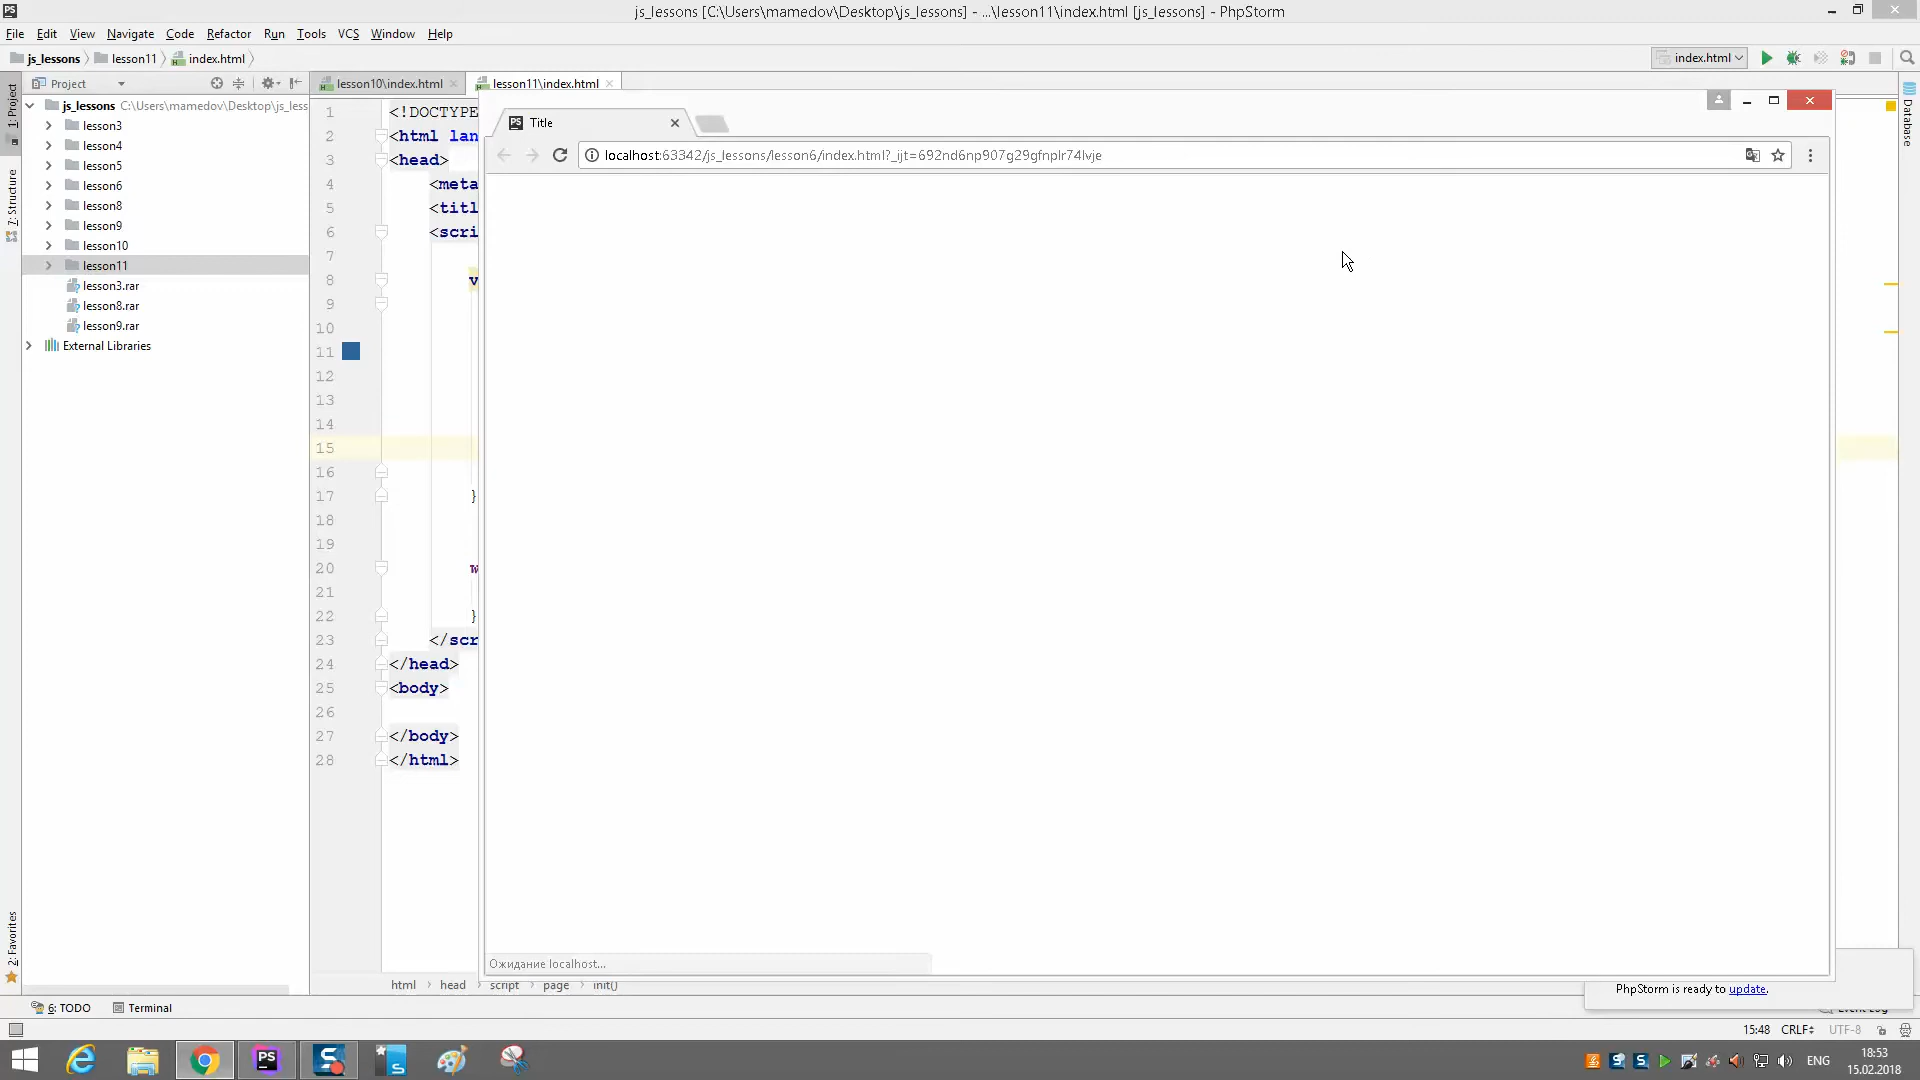 js_lessons [C:\Users\mamedov\Desktop\js_lessons] - ...\lesson11\index.html [js_lessons] - PhpStorm
File Edit View Navigate Code Refactor Run Tools VCS Window Help
js_lessons lesson11 index.html
index.html
Project
lesson10\index.html
lesson11\index.html
1: Project
7: Structure
2: Favorites
Database
js_lessons C:\Users\mamedov\Desktop\js_less
lesson3
lesson4
lesson5
lesson6
lesson8
lesson9
lesson10
lesson11
lesson3.rar
lesson8.rar
lesson9.rar
External Libraries
1 <!DOCTYPE
2 <html lan
3 <head>
4 <meta
5 <titl
6 <scri
7
8 v
9
10
11
12
13
14
15
16
17 }
18
19
20 w
21
22 }
23 </scr
24 </head>
25 <body>
26
27 </body>
28 </html>
Title
localhost:63342/js_lessons/lesson6/index.html?_ijt=692nd6np907g29gfnplr74lvje
Ожидание localhost...
html head script page init()
PhpStorm is ready to update.
6: TODO Terminal
Event Log
15:48 CRLF UTF-8
ENG
18:53
15.02.2018